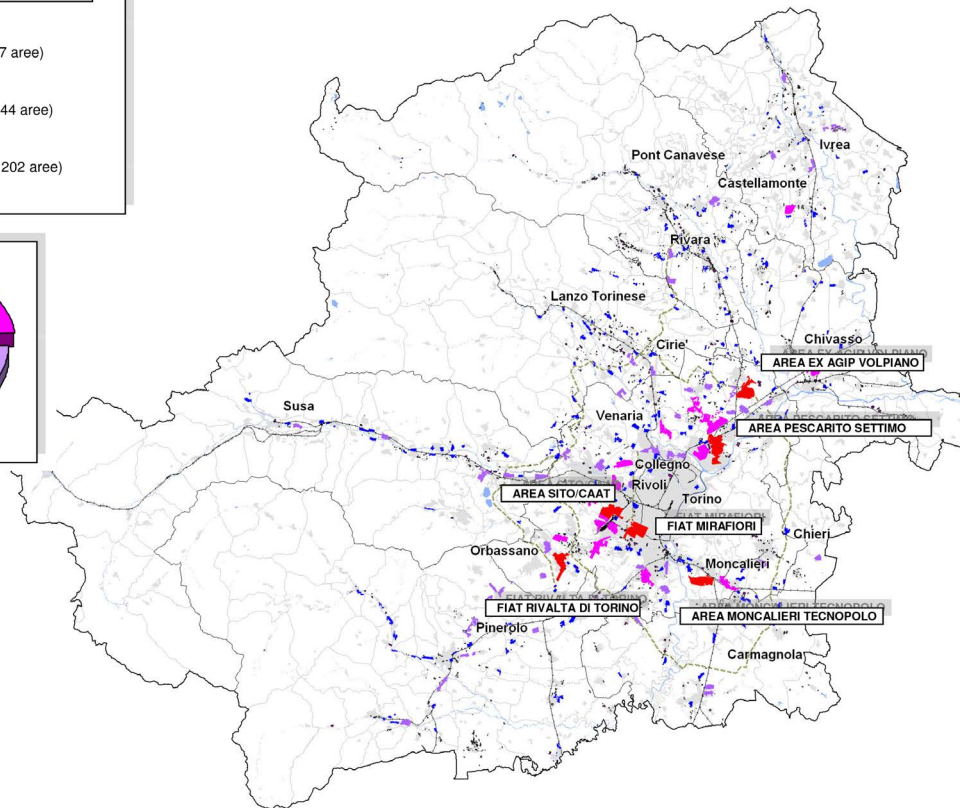 7 aree)
44 aree)
202 aree)
Ivrea
Pont Canavese
Castellamonte
Rivara
Lanzo Torinese
Chivasso
Cirie'
AREA EX AGIP VOLPIANO
Susa
Venaria
AREA PESCARITO SETTIMO
Collegno
Rivoli
AREA SITO/CAAT
Torino
FIAT MIRAFIORI
Chieri
Orbassano
Moncalieri
FIAT RIVALTA DI TORINO
AREA MONCALIERI TECNOPOLO
Pinerolo
Carmagnola